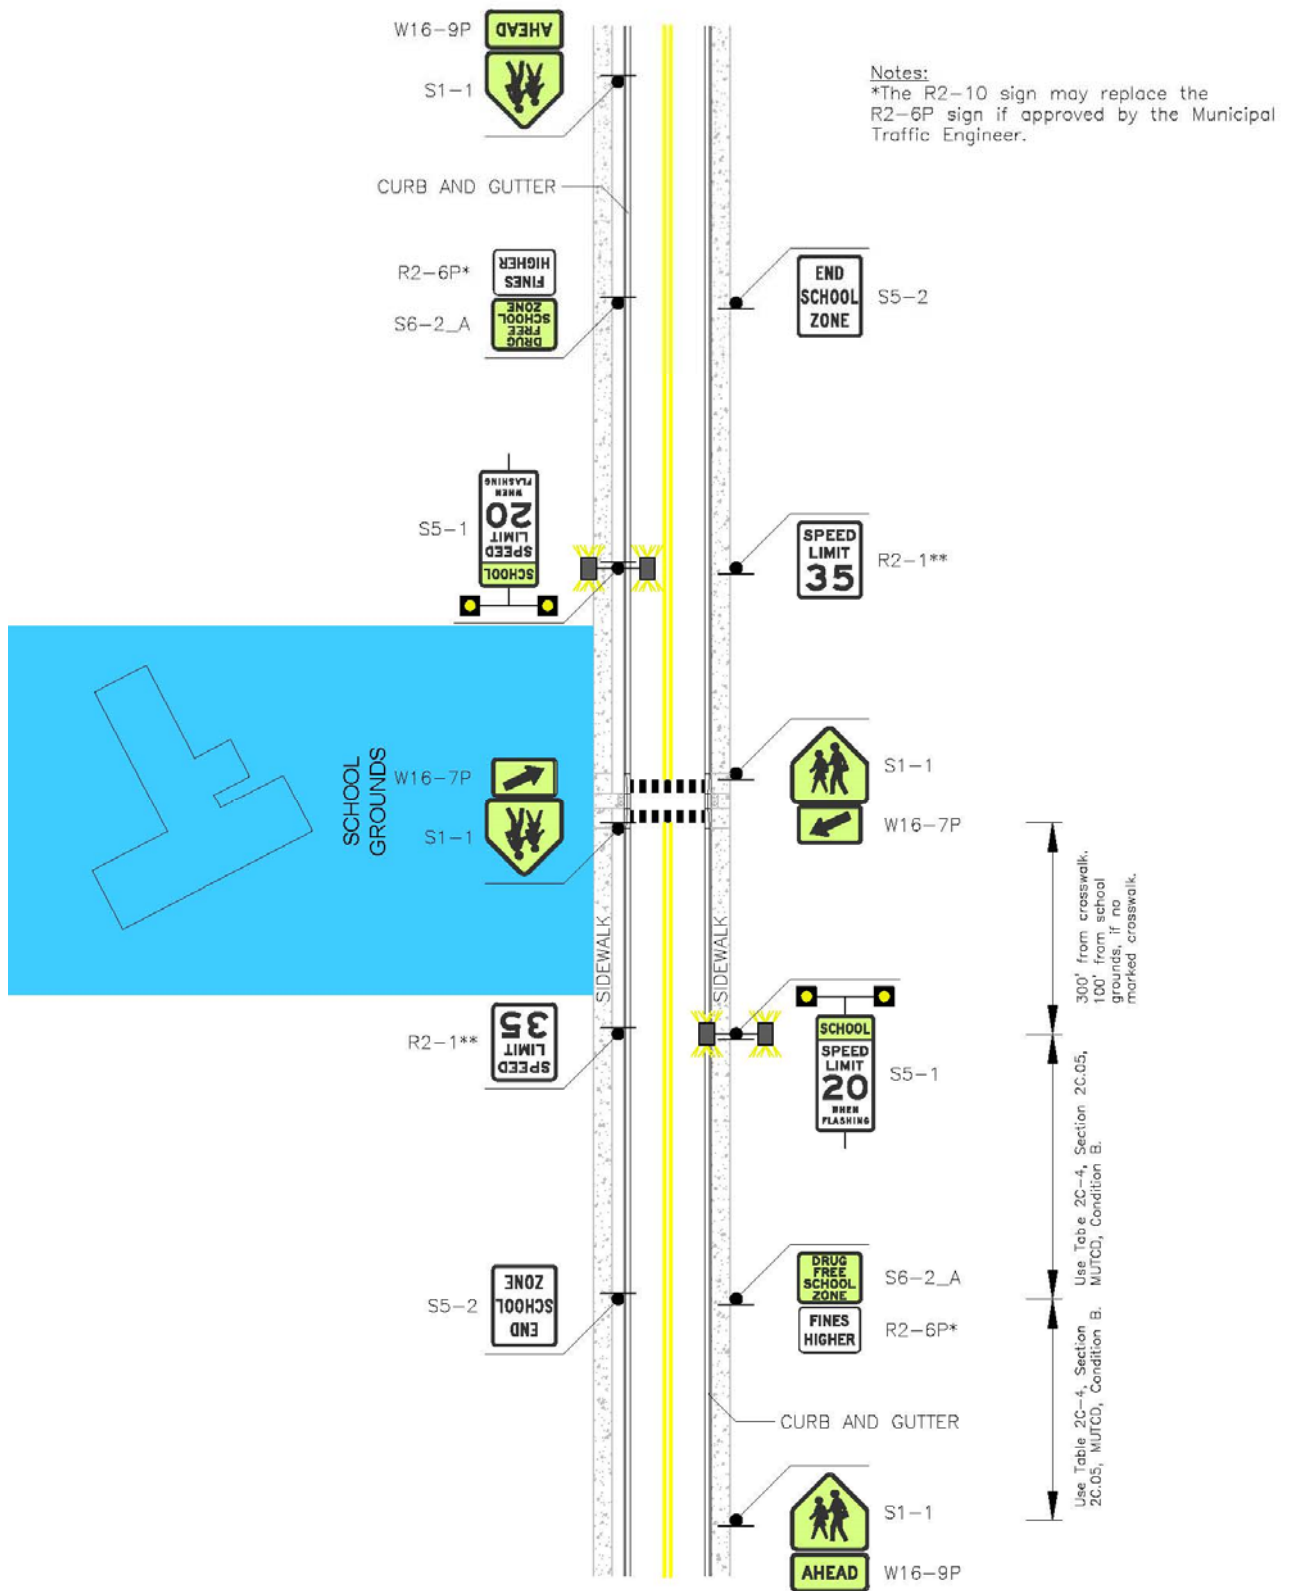 W16-9P
AHEAD
S1-1
Notes:
*The R2-10 sign may replace the
R2-6P sign if approved by the Municipal
Traffic Engineer.
CURB AND GUTTER
R2-6P*
FINES
HIGHER
S6-2_A
DRUG
FREE
SCHOOL
ZONE
END
SCHOOL
ZONE
S5-2
S5-1
SCHOOL
SPEED
LIMIT
20
WHEN
FLASHING
SPEED
LIMIT
35
R2-1**
SCHOOL
GROUNDS
W16-7P
S1-1
S1-1
W16-7P
SIDEWALK
SIDEWALK
300' from crosswalk.
100' from school
grounds, if no
marked crosswalk.
R2-1**
SPEED
LIMIT
35
SCHOOL
SPEED
LIMIT
20
WHEN
FLASHING
S5-1
Use Table 2C-4, Section 2C.05,
MUTCD, Condition B.
S5-2
END
SCHOOL
ZONE
DRUG
FREE
SCHOOL
ZONE
S6-2_A
FINES
HIGHER
R2-6P*
CURB AND GUTTER
Use Table 2C-4, Section
2C.05, MUTCD, Condition B.
S1-1
AHEAD
W16-9P